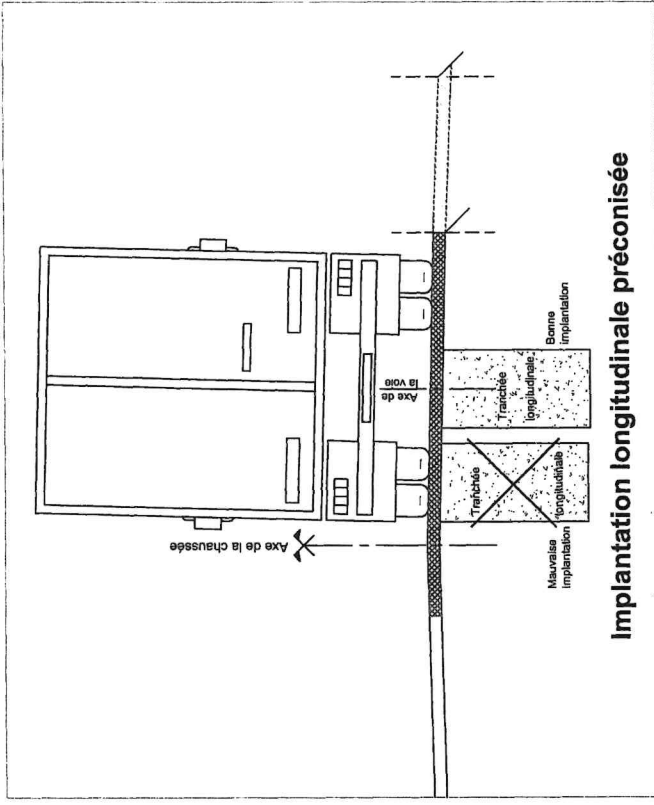 Axe de la chaussée
Axe de
la voie
Tranchée
longitudinale
Mauvaise
Implantation
Tranchée
longitudinale
Bonne
implantation
Implantation longitudinale préconisée